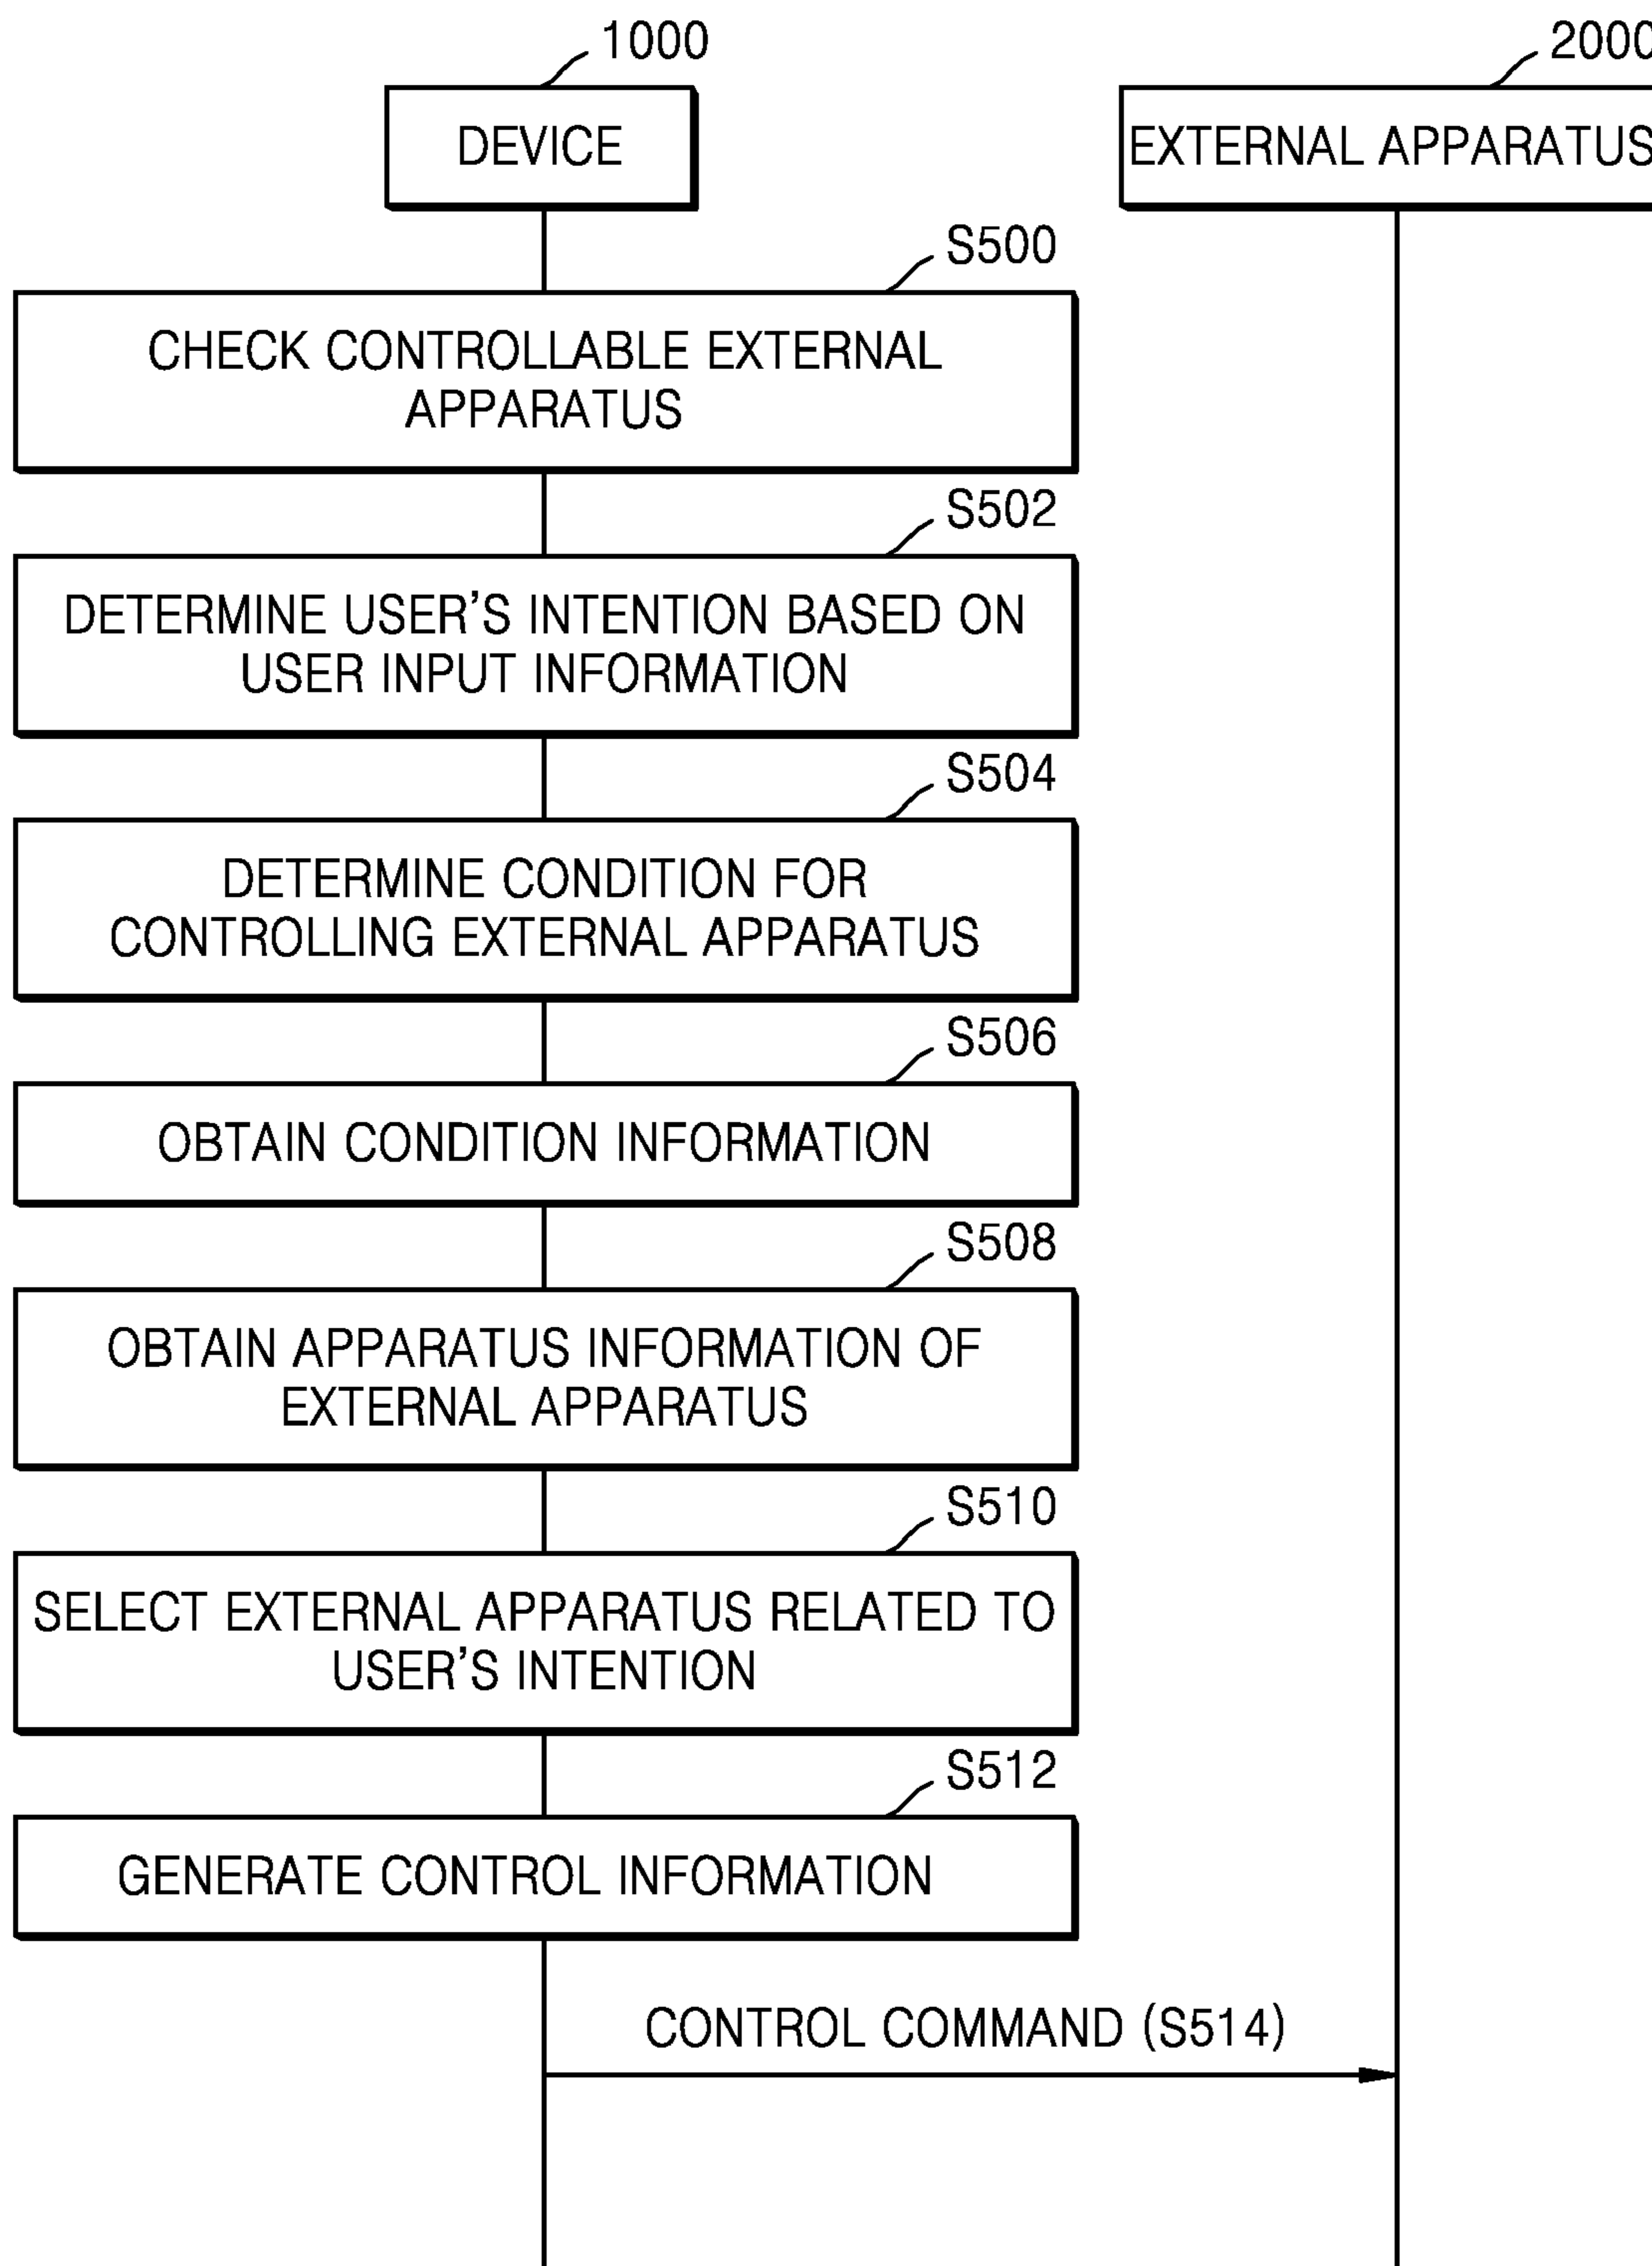 1000
2000
DEVICE
EXTERNAL APPARATUS
S500
CHECK CONTROLLABLE EXTERNAL
APPARATUS
S502
DETERMINE USER'S INTENTION BASED ON
USER INPUT INFORMATION
S504
DETERMINE CONDITION FOR
CONTROLLING EXTERNAL APPARATUS
S506
OBTAIN CONDITION INFORMATION
S508
OBTAIN APPARATUS INFORMATION OF
EXTERNAL APPARATUS
S510
SELECT EXTERNAL APPARATUS RELATED TO
USER'S INTENTION
S512
GENERATE CONTROL INFORMATION
CONTROL COMMAND (S514)